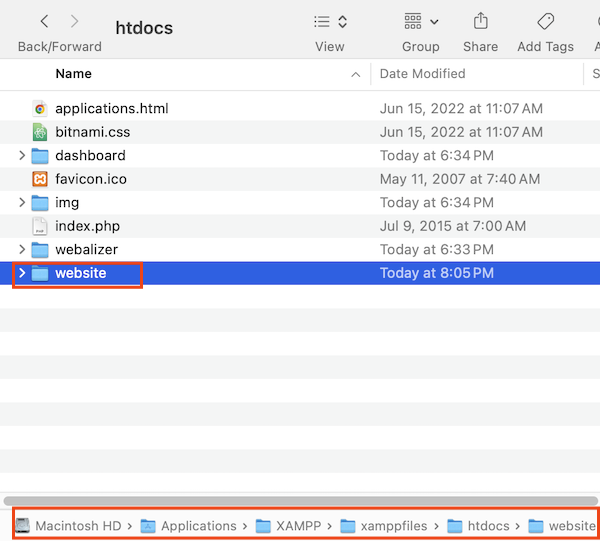 htdocs
Back/Forward View Group Share Add Tags A
Name Date Modified S
applications.html Jun 15, 2022 at 11:07 AM
bitnami.css Jun 15, 2022 at 11:07 AM
dashboard Today at 6:34 PM
favicon.ico May 11, 2007 at 7:40 AM
img Today at 6:34 PM
index.php Jul 9, 2015 at 7:00 AM
webalizer Today at 6:33 PM
website Today at 8:05 PM
Macintosh HD › Applications › XAMPP › xamppfiles › htdocs › website